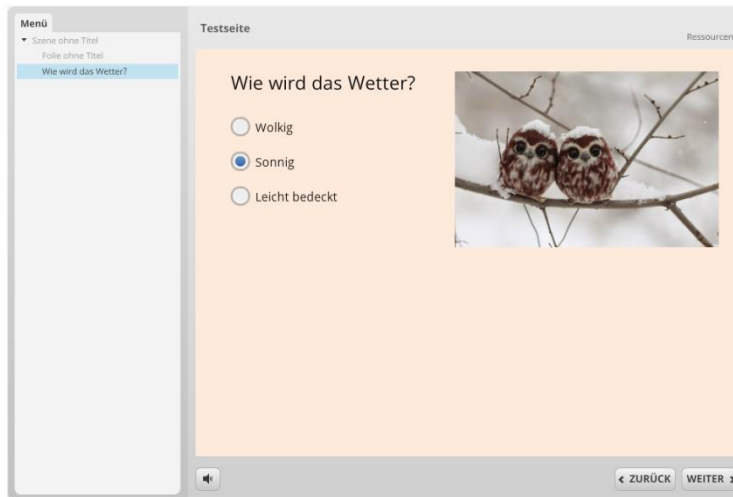 Menü
Szene ohne Titel
Folie ohne Titel
Wie wird das Wetter?
Testseite
Ressourcen
Wie wird das Wetter?
Wolkig
Sonnig
Leicht bedeckt
ZURÜCK
WEITER